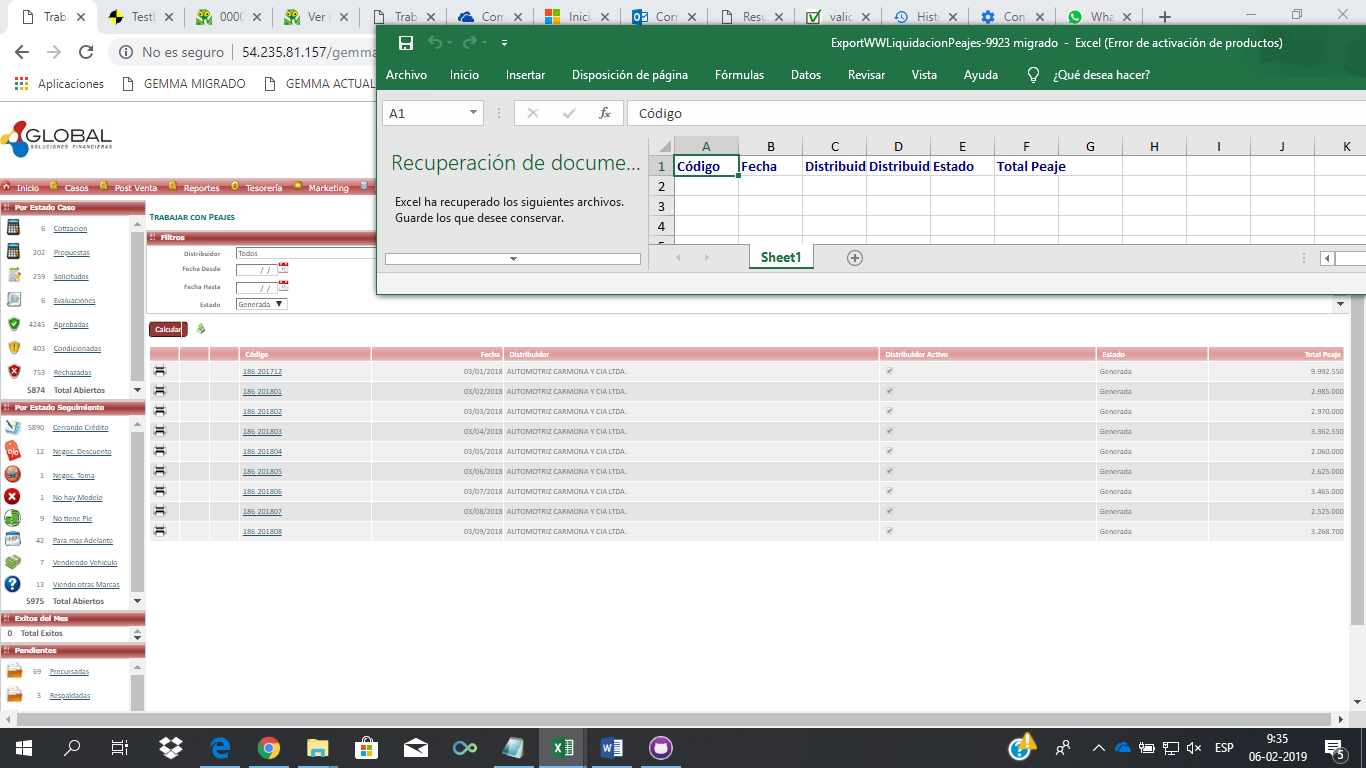 Trab
Testl
0000
Ver i
Trab
Com
Inicia
Corr
Resu
valid
Hist
Conf
Wha
No es seguro
54.235.81.157/gemma
Aplicaciones
GEMMA MIGRADO
GEMMA ACTUAL
ExportWWLiquidacionPeajes-9923 migrado - Excel (Error de activación de productos)
Archivo
Inicio
Insertar
Disposición de página
Fórmulas
Datos
Revisar
Vista
Ayuda
¿Qué desea hacer?
A1
fx
Código
Recuperación de docume...
Excel ha recuperado los siguientes archivos.
Guarde los que desee conservar.
A B C D E F G H I J K
1 Código Fecha Distribuid Distribuid Estado Total Peaje
2
3
4
Sheet1
GLOBAL
SOLUCIONES FINANCIERAS
Inicio Casos Post Venta Reportes Tesorería Marketing
Por Estado Caso
6 Cotizacion
202 Propuestas
259 Solicitudes
6 Evaluaciones
4245 Aprobadas
403 Condicionadas
353 Rechazadas
5874 Total Abiertos
Por Estado Seguimiento
5890 Cerrando Crédito
12 Negoc. Descuento
1 Negoc. Toma
1 No hay Modelo
9 No tiene Pie
42 Para mas Adelante
7 Vendiendo Vehiculo
13 Viendo otras Marcas
5975 Total Abiertos
Exitos del Mes
0 Total Exitos
Pendientes
69 Precursadas
3 Respaldadas
Trabajar con Peajes
Filtros
Distribuidor Todos
Fecha Desde / /
Fecha Hasta / /
Estado Generada
Calcular
Código Fecha Distribuidor Distribuidor Activo Estado Total Peaje
186-201712 03/01/2018 AUTOMOTRIZ CARMONA Y CIA LTDA. Generada 9.992.550
186-201801 03/02/2018 AUTOMOTRIZ CARMONA Y CIA LTDA. Generada 2.985.000
186-201802 03/03/2018 AUTOMOTRIZ CARMONA Y CIA LTDA. Generada 2.970.000
186-201803 03/04/2018 AUTOMOTRIZ CARMONA Y CIA LTDA. Generada 3.362.550
186-201804 03/05/2018 AUTOMOTRIZ CARMONA Y CIA LTDA. Generada 2.060.000
186-201805 03/06/2018 AUTOMOTRIZ CARMONA Y CIA LTDA. Generada 2.625.000
186-201806 03/07/2018 AUTOMOTRIZ CARMONA Y CIA LTDA. Generada 3.465.000
186-201807 03/08/2018 AUTOMOTRIZ CARMONA Y CIA LTDA. Generada 2.525.000
186-201808 03/09/2018 AUTOMOTRIZ CARMONA Y CIA LTDA. Generada 3.268.700
ESP
9:35
06-02-2019
5